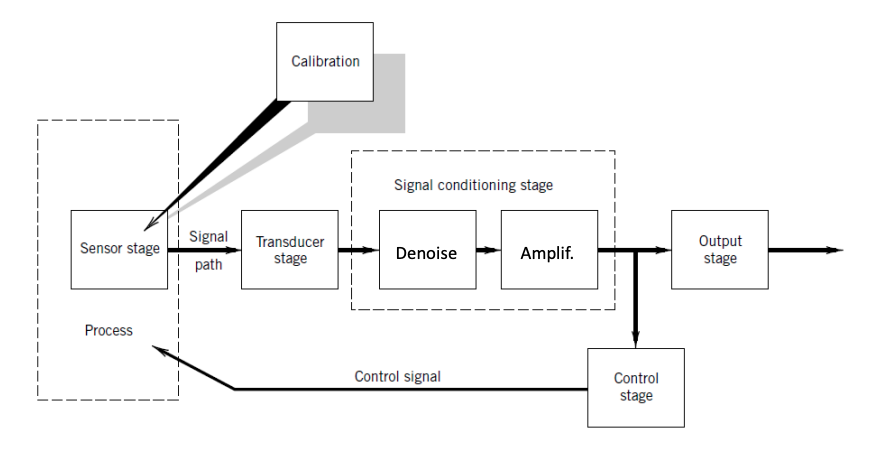 Calibration
Signal conditioning stage
Sensor stage
Signal
path
Transducer
stage
Denoise
Amplif.
Output
stage
Process
Control signal
Control
stage